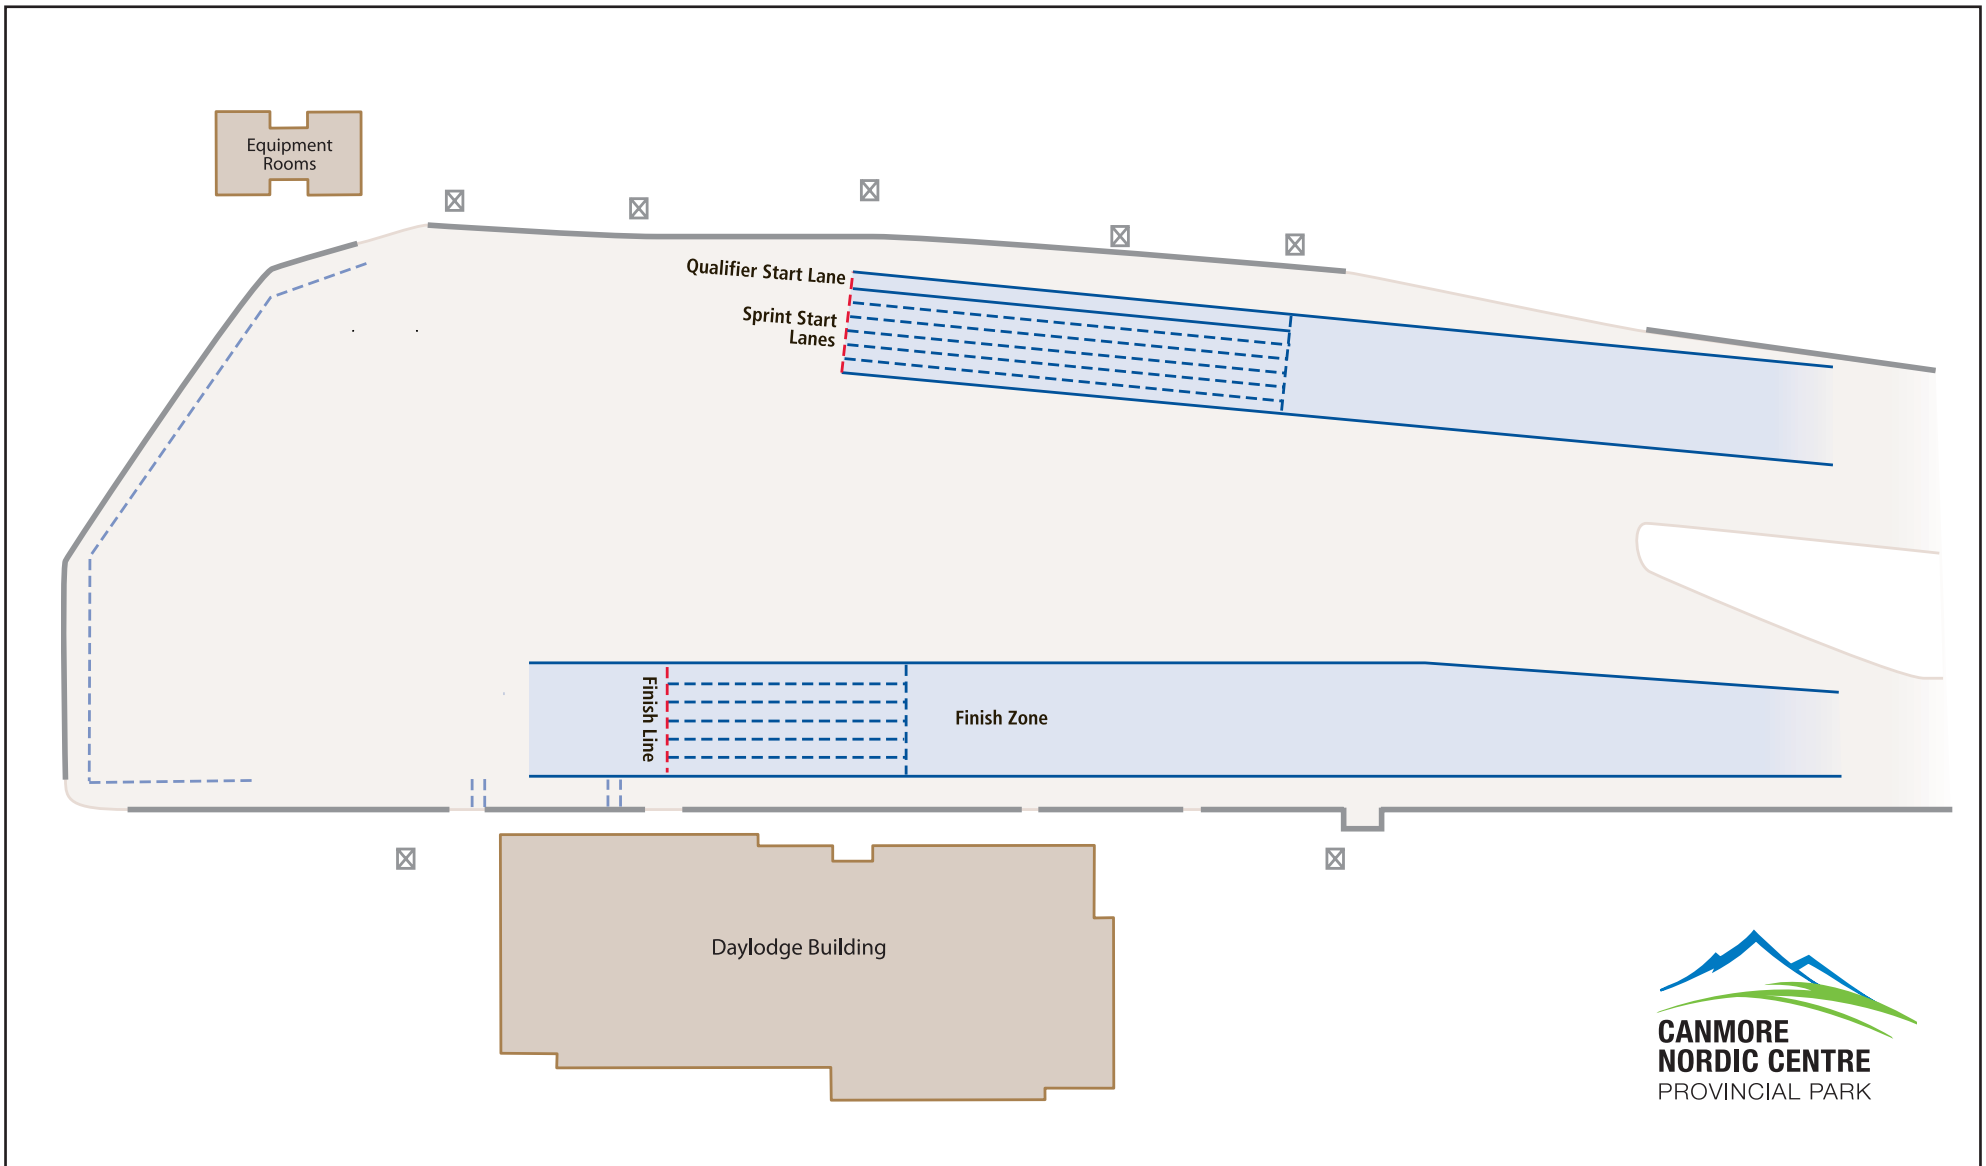 Equipment
Rooms
Qualifier Start Lane
Sprint Start
Lanes
Finish Line
Finish Zone
Daylodge Building
CANMORE
NORDIC CENTRE
PROVINCIAL PARK